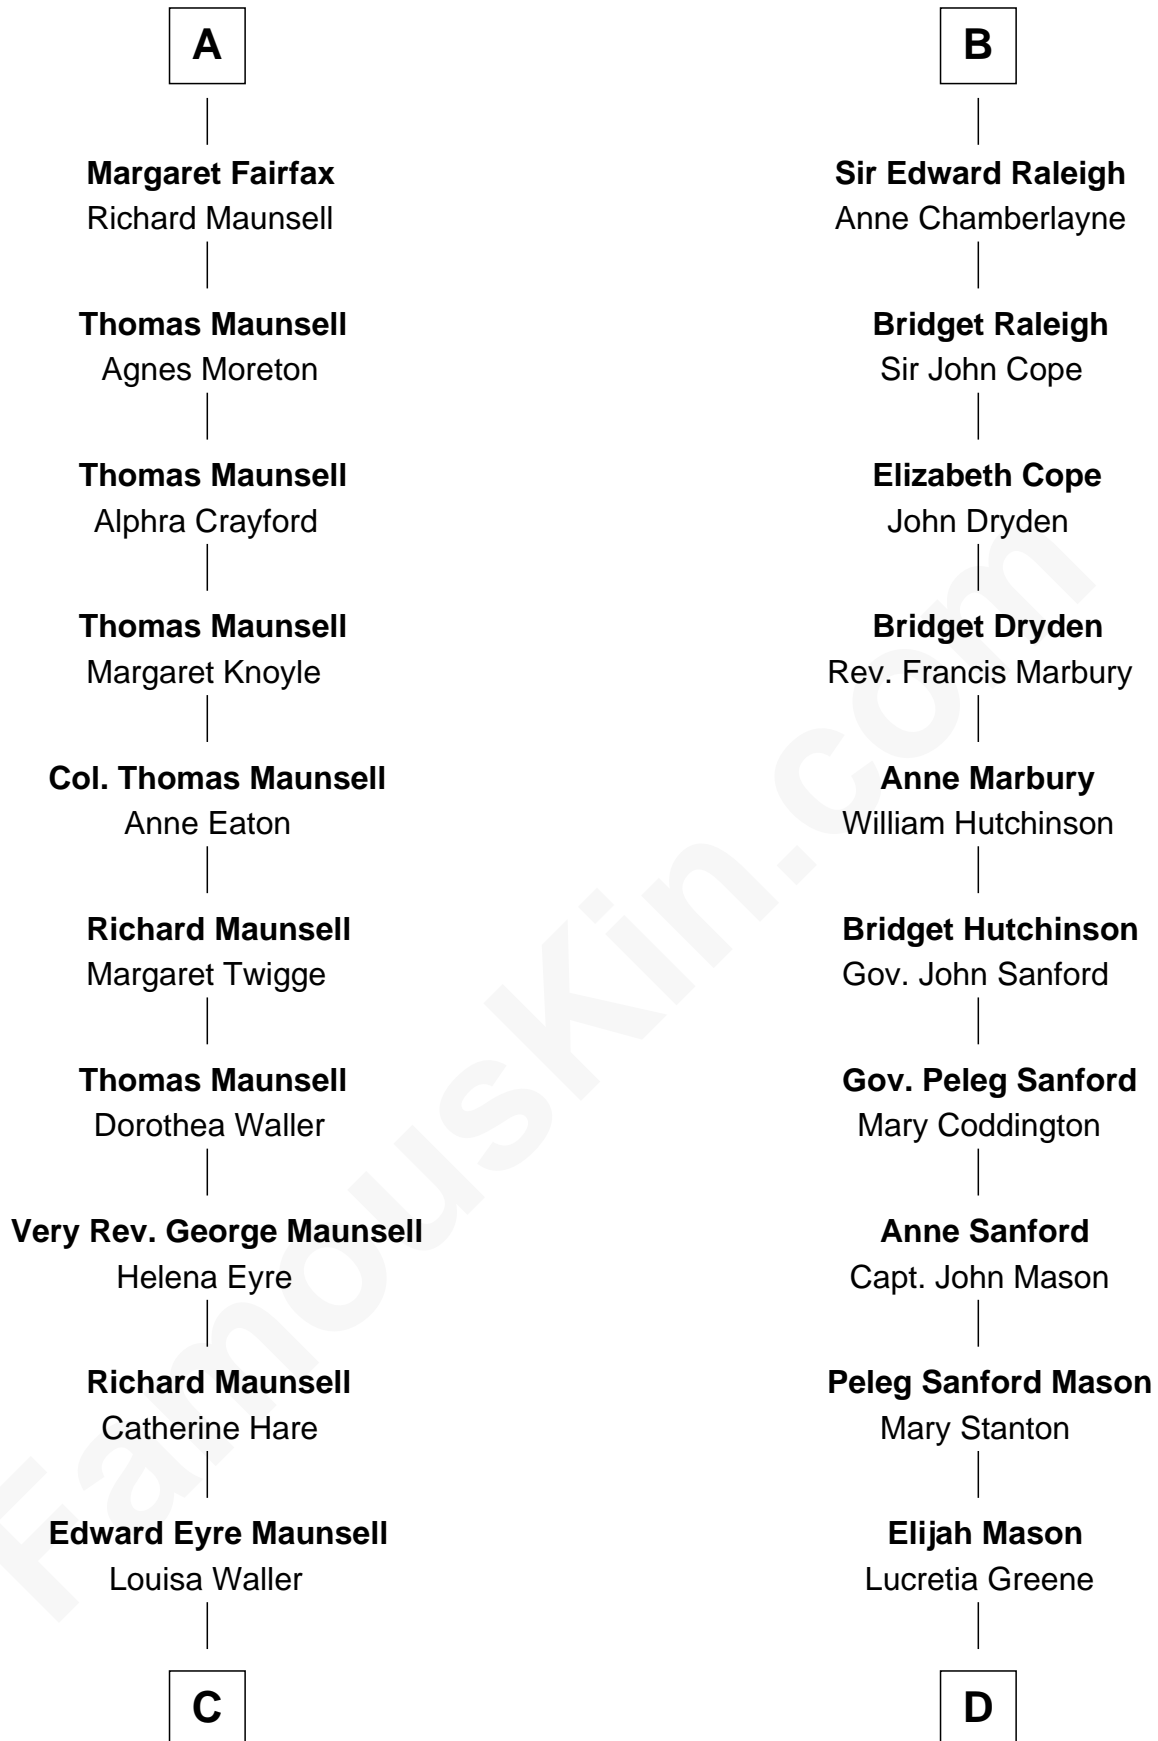 A
Margaret Fairfax
Richard Maunsell
Thomas Maunsell
Agnes Moreton
Thomas Maunsell
Alphra Crayford
Thomas Maunsell
Margaret Knoyle
Col. Thomas Maunsell
Anne Eaton
Richard Maunsell
Margaret Twigge
Thomas Maunsell
Dorothea Waller
Very Rev. George Maunsell
Helena Eyre
Richard Maunsell
Catherine Hare
Edward Eyre Maunsell
Louisa Waller
C
B
Sir Edward Raleigh
Anne Chamberlayne
Bridget Raleigh
Sir John Cope
Elizabeth Cope
John Dryden
Bridget Dryden
Rev. Francis Marbury
Anne Marbury
William Hutchinson
Bridget Hutchinson
Gov. John Sanford
Gov. Peleg Sanford
Mary Coddington
Anne Sanford
Capt. John Mason
Peleg Sanford Mason
Mary Stanton
Elijah Mason
Lucretia Greene
D
FamousKin.com